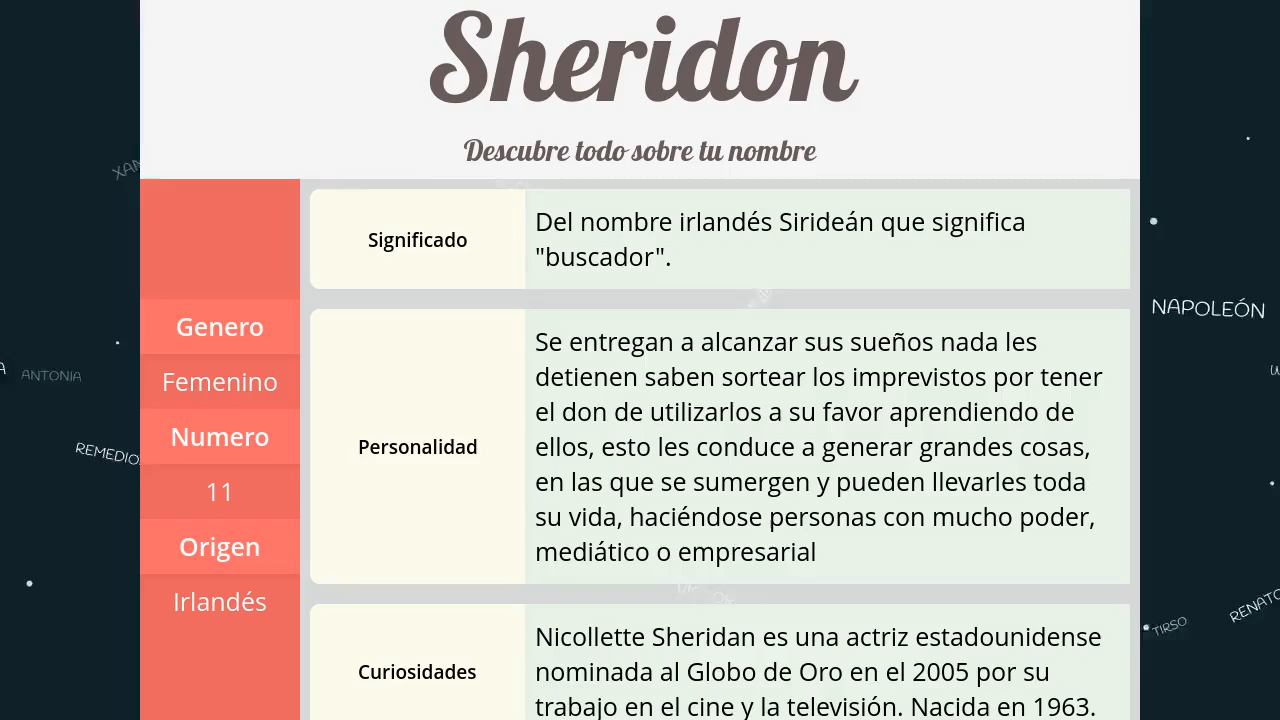 Sheridon
Descubre todo sobre tu nombre
Genero
Femenino
Numero
11
Origen
Irlandés
Significado
Del nombre irlandés Sirideán que significa
"buscador".
Personalidad
Se entregan a alcanzar sus sueños nada les
detienen saben sortear los imprevistos por tener
el don de utilizarlos a su favor aprendiendo de
ellos, esto les conduce a generar grandes cosas,
en las que se sumergen y pueden llevarles toda
su vida, haciéndose personas con mucho poder,
mediático o empresarial
Curiosidades
Nicollette Sheridan es una actriz estadounidense
nominada al Globo de Oro en el 2005 por su
trabajo en el cine y la televisión. Nacida en 1963.
XAN
ANTONIA
REMEDIO
NAPOLEÓN
TIRSO
RENATO